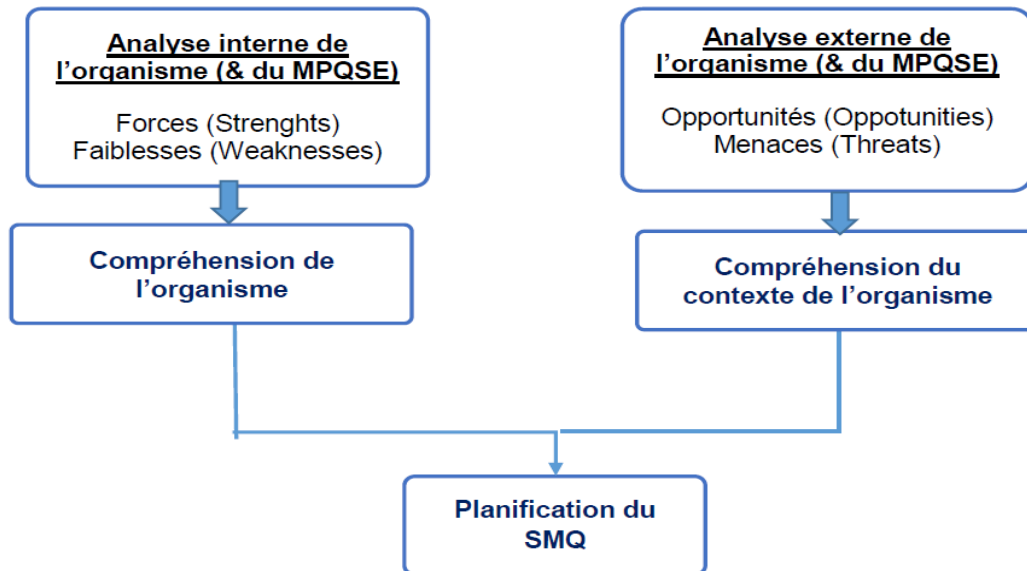 Analyse interne de
l’organisme (& du MPQSE)
Forces (Strenghts)
Faiblesses (Weaknesses)
Analyse externe de
l’organisme (& du MPQSE)
Opportunités (Oppotunities)
Menaces (Threats)
Compréhension de
l’organisme
Compréhension du
contexte de l’organisme
Planification du
SMQ